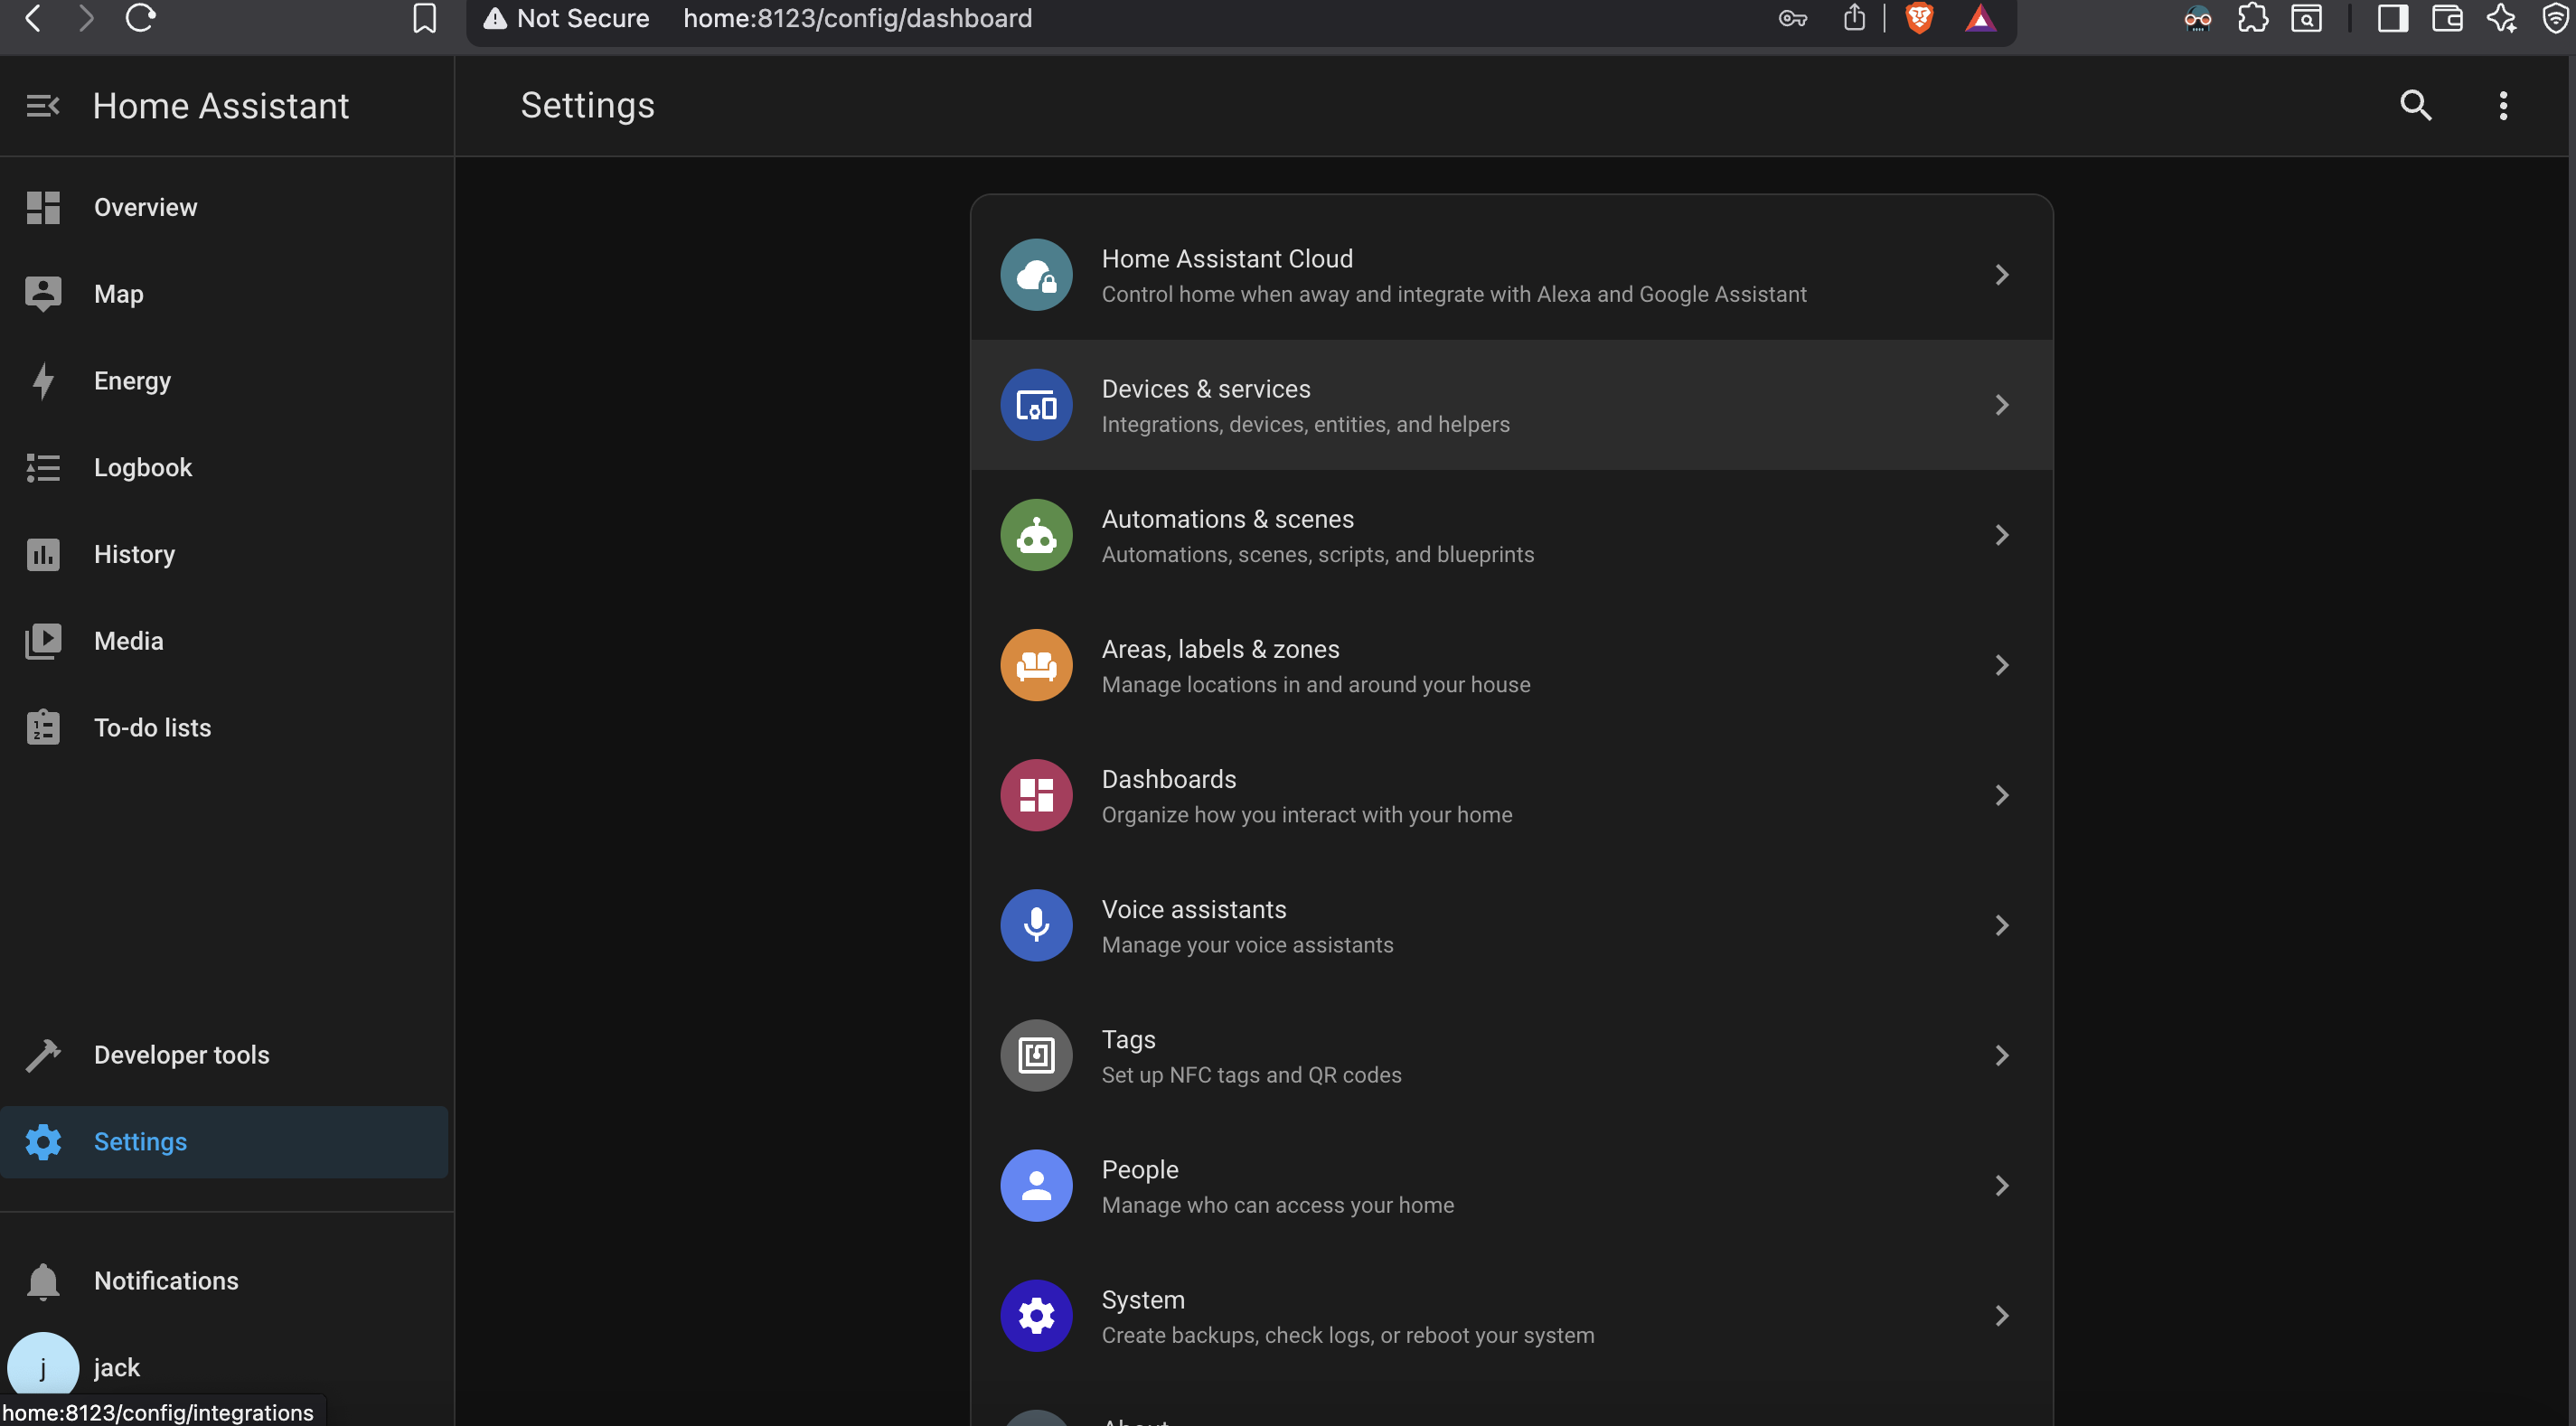 Not Secure home:8123/config/dashboard
Home Assistant
Settings
Overview
Map
Energy
Logbook
History
Media
To-do lists
Developer tools
Settings
Notifications
j
jack
home:8123/config/integrations
Home Assistant Cloud
Control home when away and integrate with Alexa and Google Assistant
Devices & services
Integrations, devices, entities, and helpers
Automations & scenes
Automations, scenes, scripts, and blueprints
Areas, labels & zones
Manage locations in and around your house
Dashboards
Organize how you interact with your home
Voice assistants
Manage your voice assistants
Tags
Set up NFC tags and QR codes
People
Manage who can access your home
System
Create backups, check logs, or reboot your system
About